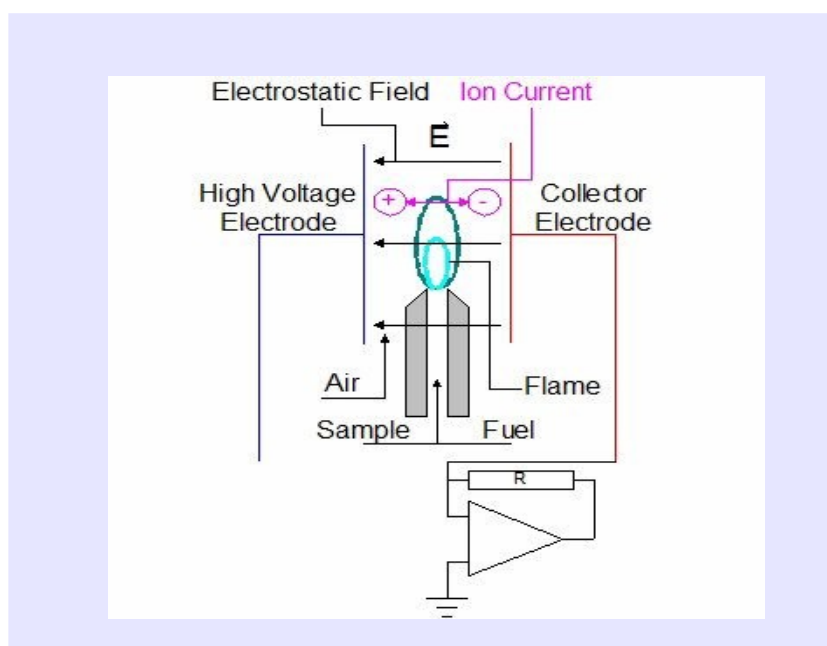 Electrostatic Field Ion Current
E⃗
High Voltage
Electrode
+
-
Collector
Electrode
Air
Flame
Sample Fuel
R